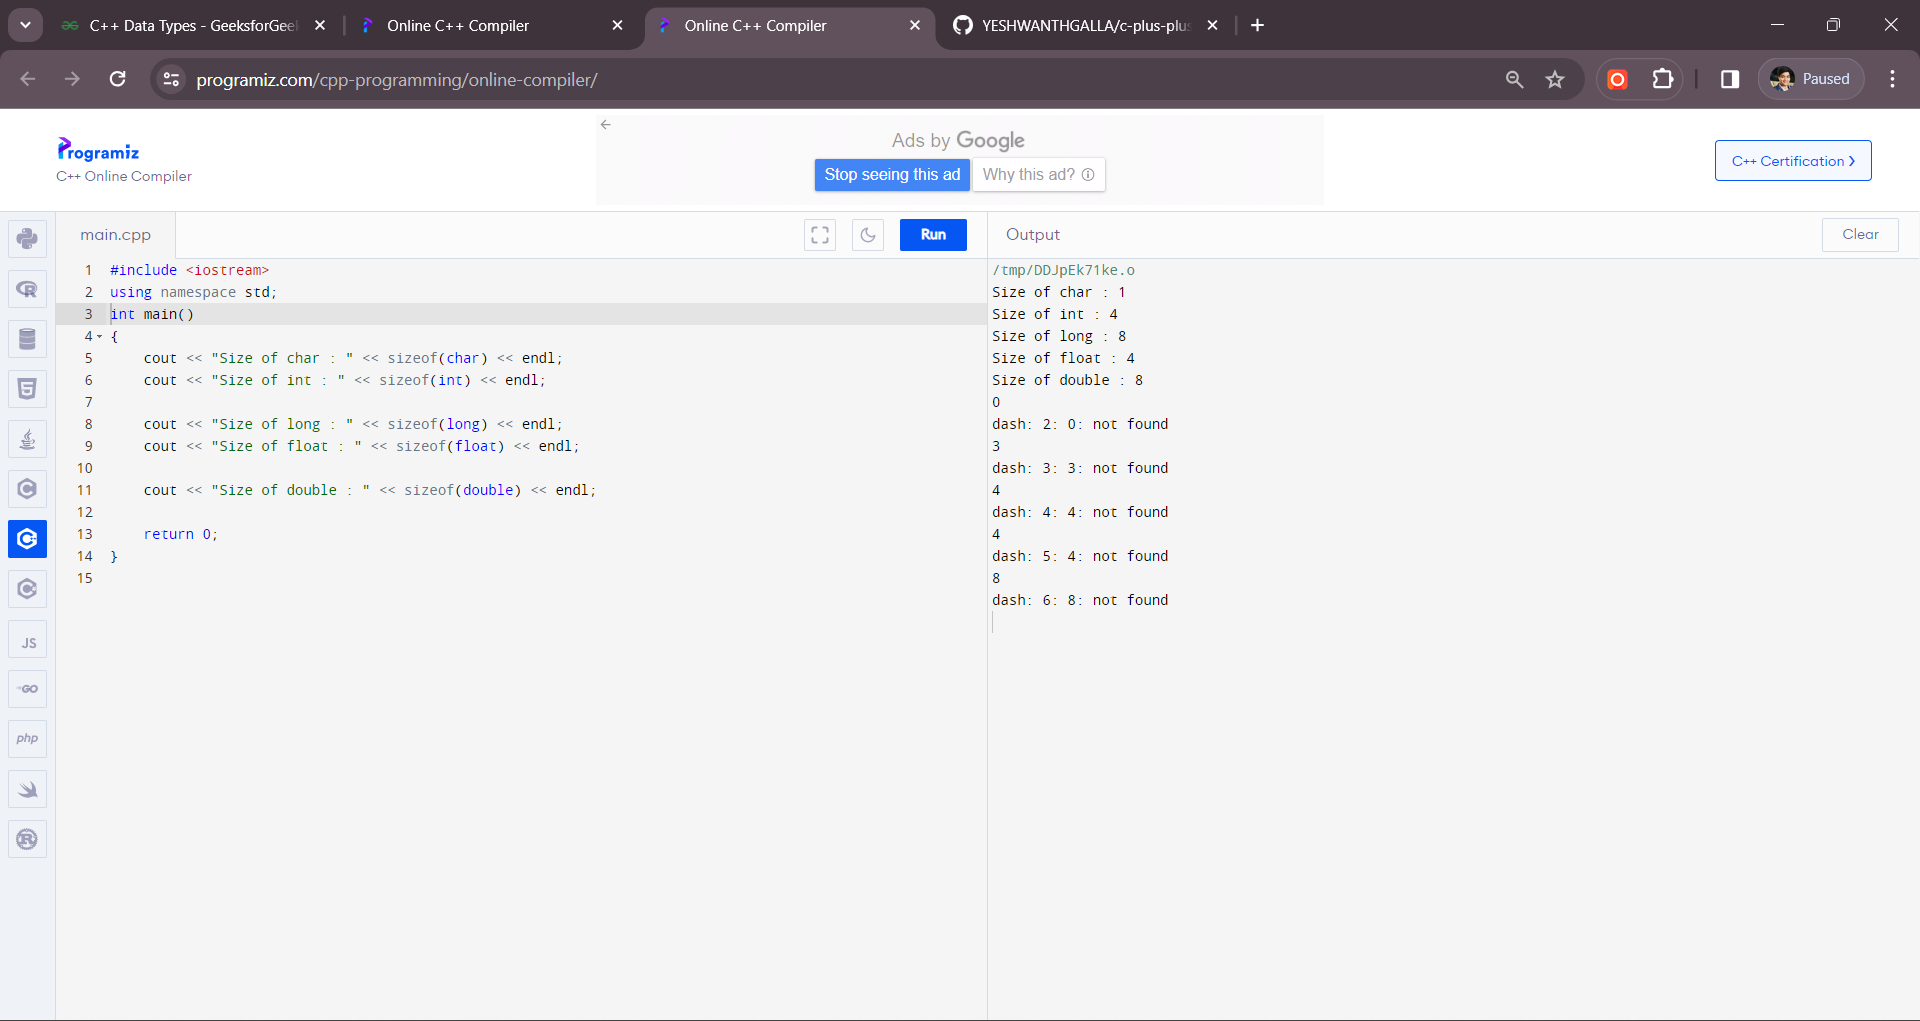 C++ Data Types - GeeksforGee
Online C++ Compiler
Online C++ Compiler
YESHWANTHGALLA/c-plus-plus
programiz.com/cpp-programming/online-compiler/
Paused
Programiz
C++ Online Compiler
Ads by Google
Stop seeing this ad
Why this ad?
C++ Certification ›
main.cpp
Run
Output
Clear
1 #include <iostream>
2 using namespace std;
3 int main()
4 {
5 cout << "Size of char : " << sizeof(char) << endl;
6 cout << "Size of int : " << sizeof(int) << endl;
7
8 cout << "Size of long : " << sizeof(long) << endl;
9 cout << "Size of float : " << sizeof(float) << endl;
10
11 cout << "Size of double : " << sizeof(double) << endl;
12
13 return 0;
14 }
15
/tmp/DDJpEk71ke.o
Size of char : 1
Size of int : 4
Size of long : 8
Size of float : 4
Size of double : 8
0
dash: 2: 0: not found
3
dash: 3: 3: not found
4
dash: 4: 4: not found
4
dash: 5: 4: not found
8
dash: 6: 8: not found
R
5
C
C
C
JS
GO
php
R